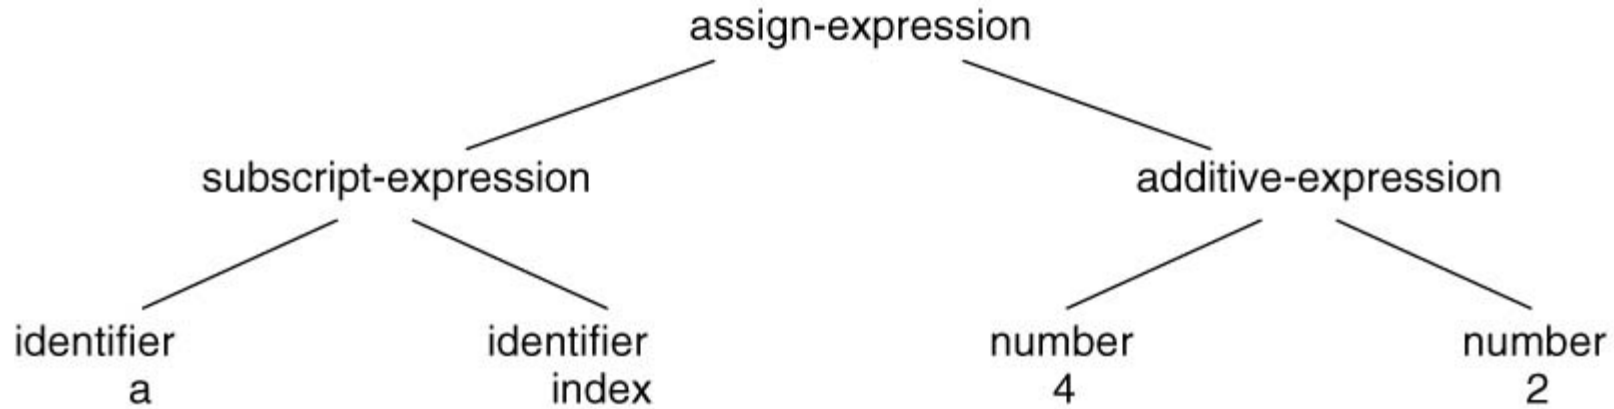 assign-expression
subscript-expression additive-expression
identifier identifier number number
a index 4 2